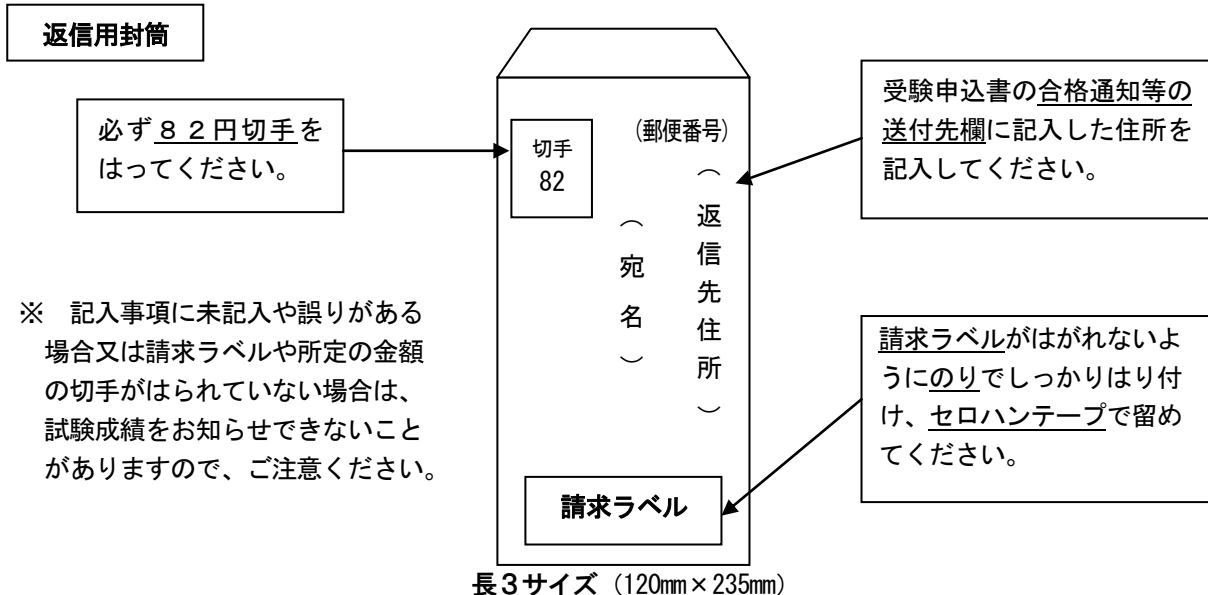 返信用封筒
必ず８２円切手を
はってください。
切手
82
(郵便番号)
（返信先住所）
（宛名）
受験申込書の合格通知等の
送付先欄に記入した住所を
記入してください。
※　記入事項に未記入や誤りがある
場合又は請求ラベルや所定の金額
の切手がはられていない場合は、
試験成績をお知らせできないこと
がありますので、ご注意ください。
請求ラベルがはがれないよ
うにのりでしっかりはり付
け、セロハンテープで留め
てください。
請求ラベル
長３サイズ（120mm×235mm）